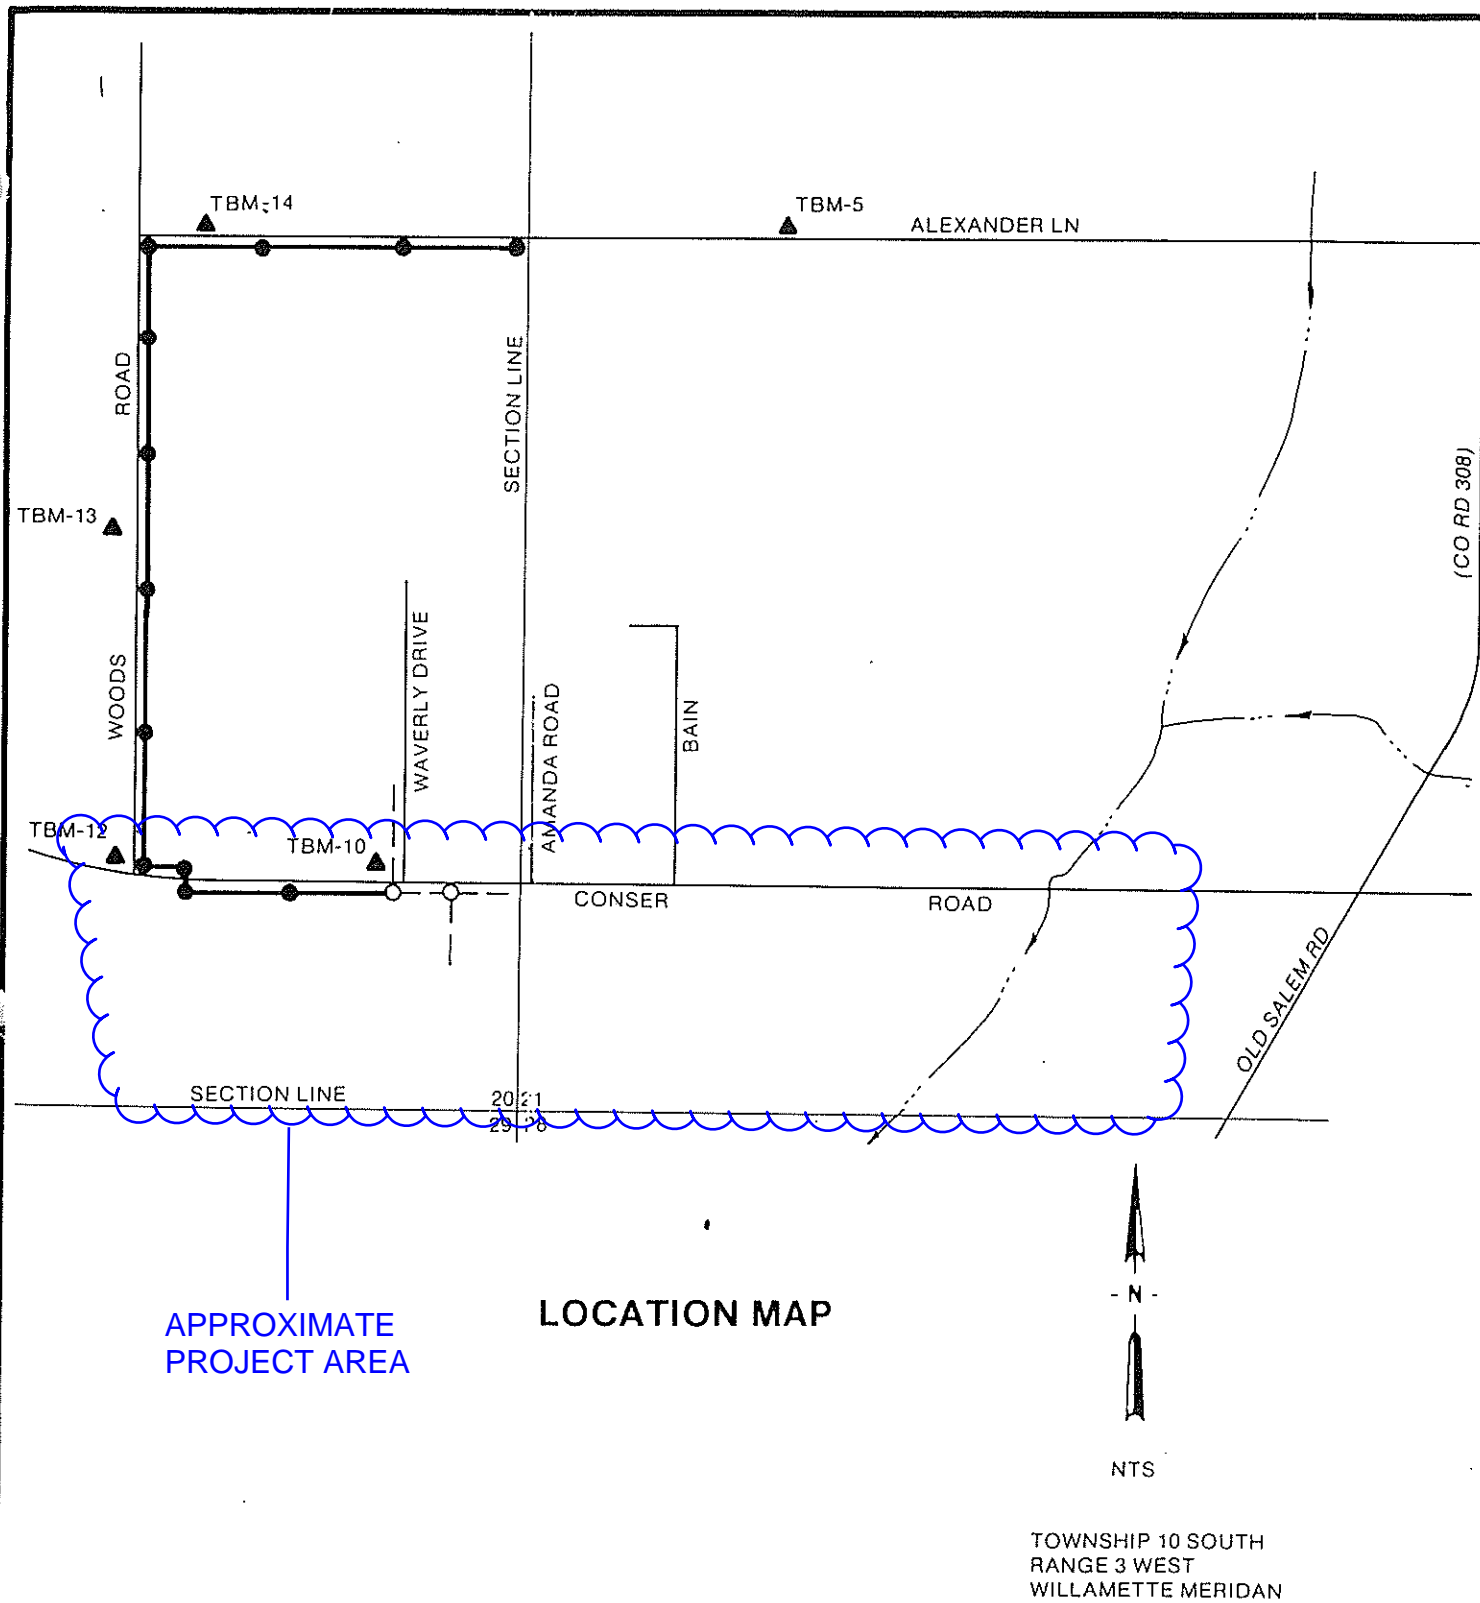 TBM-14
TBM-5
ALEXANDER LN
ROAD
SECTION LINE
(CO RD 308)
TBM-13
WOODS
WAVERLY DRIVE
AMANDA ROAD
BAIN
TBM-12
TBM-10
CONSER
ROAD
OLD SALEM RD
SECTION LINE
20 21
29
APPROXIMATE
PROJECT AREA
LOCATION MAP
- N -
NTS
TOWNSHIP 10 SOUTH
RANGE 3 WEST
WILLAMETTE MERIDAN